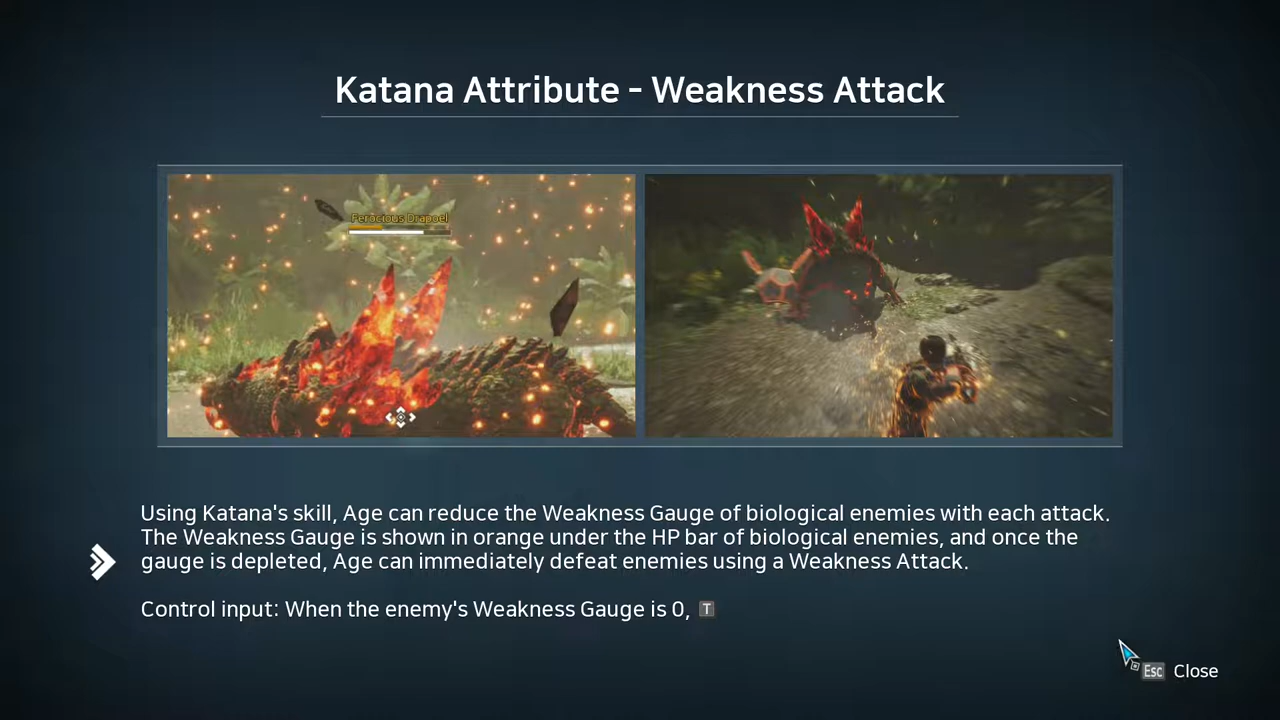 Katana Attribute - Weakness Attack
Ferocious Drapoel
Using Katana's skill, Age can reduce the Weakness Gauge of biological enemies with each attack.
The Weakness Gauge is shown in orange under the HP bar of biological enemies, and once the
gauge is depleted, Age can immediately defeat enemies using a Weakness Attack.
Control input: When the enemy's Weakness Gauge is 0, T
Esc Close